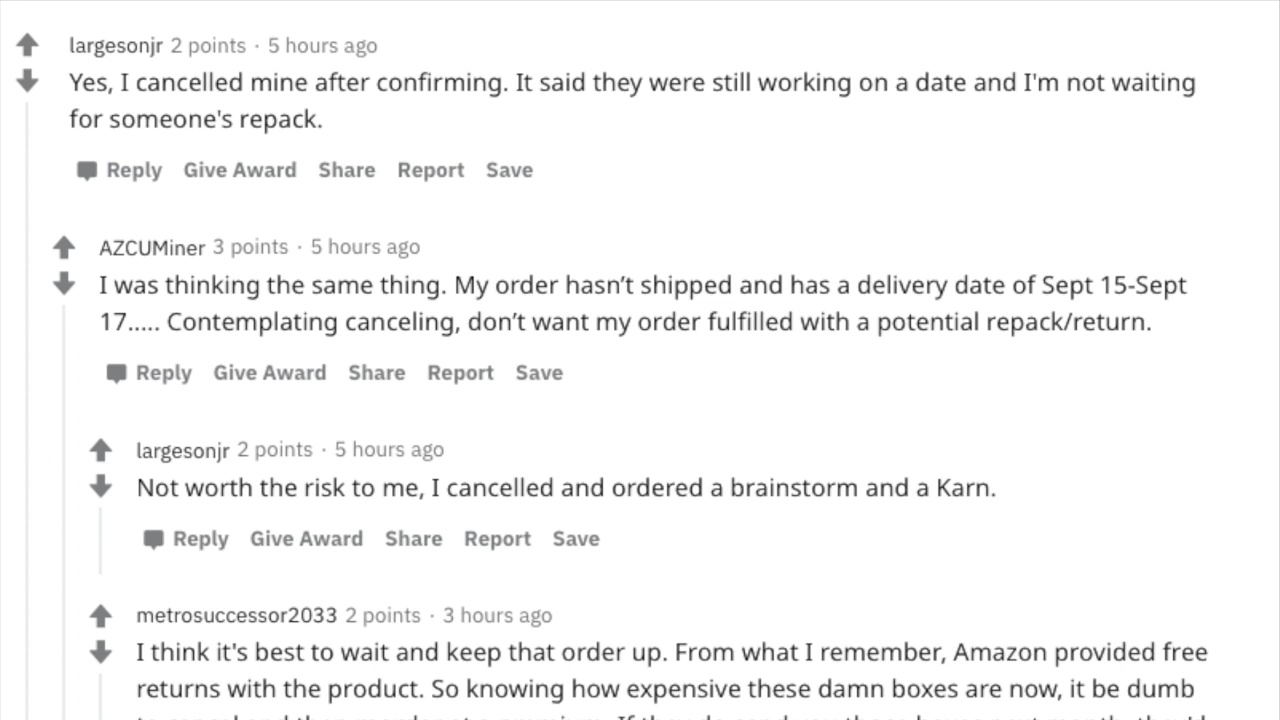 largesonjr 2 points · 5 hours ago
Yes, I cancelled mine after confirming. It said they were still working on a date and I'm not waiting
for someone's repack.
Reply Give Award Share Report Save
AZCUMiner 3 points · 5 hours ago
I was thinking the same thing. My order hasn’t shipped and has a delivery date of Sept 15-Sept
17..... Contemplating canceling, don’t want my order fulfilled with a potential repack/return.
Reply Give Award Share Report Save
largesonjr 2 points · 5 hours ago
Not worth the risk to me, I cancelled and ordered a brainstorm and a Karn.
Reply Give Award Share Report Save
metrosuccessor2033 2 points · 3 hours ago
I think it's best to wait and keep that order up. From what I remember, Amazon provided free
returns with the product. So knowing how expensive these damn boxes are now, it be dumb